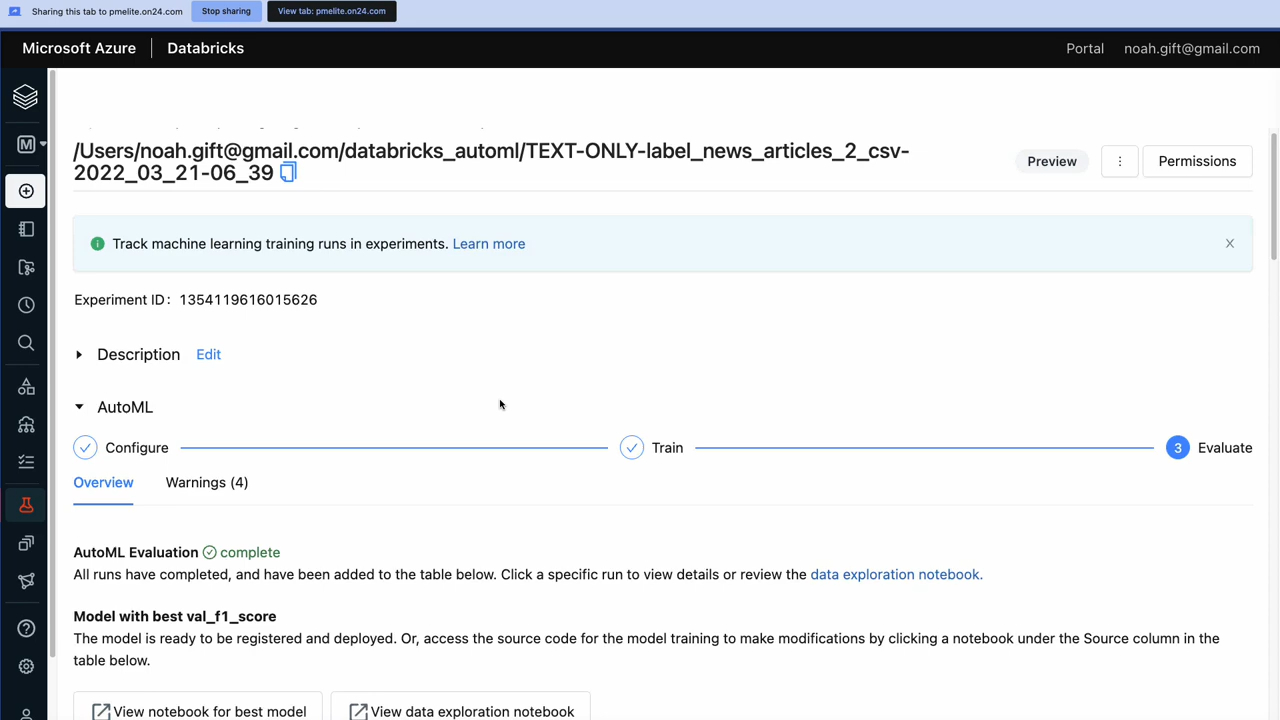 Sharing this tab to pmelite.on24.com
Stop sharing
View tab: pmelite.on24.com
Microsoft Azure
Databricks
Portal
noah.gift@gmail.com
M
/Users/noah.gift@gmail.com/databricks_automl/TEXT-ONLY-label_news_articles_2_csv-
2022_03_21-06_39
Preview
Permissions
Track machine learning training runs in experiments. Learn more
Experiment ID: 1354119616015626
Description Edit
AutoML
Configure
Train
3 Evaluate
Overview
Warnings (4)
AutoML Evaluation complete
All runs have completed, and have been added to the table below. Click a specific run to view details or review the data exploration notebook.
Model with best val_f1_score
The model is ready to be registered and deployed. Or, access the source code for the model training to make modifications by clicking a notebook under the Source column in the
table below.
View notebook for best model
View data exploration notebook